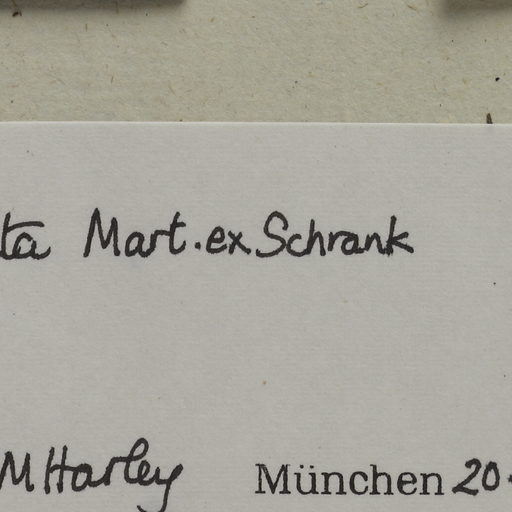 ta Mart. ex Schrank
M Harley München 20.